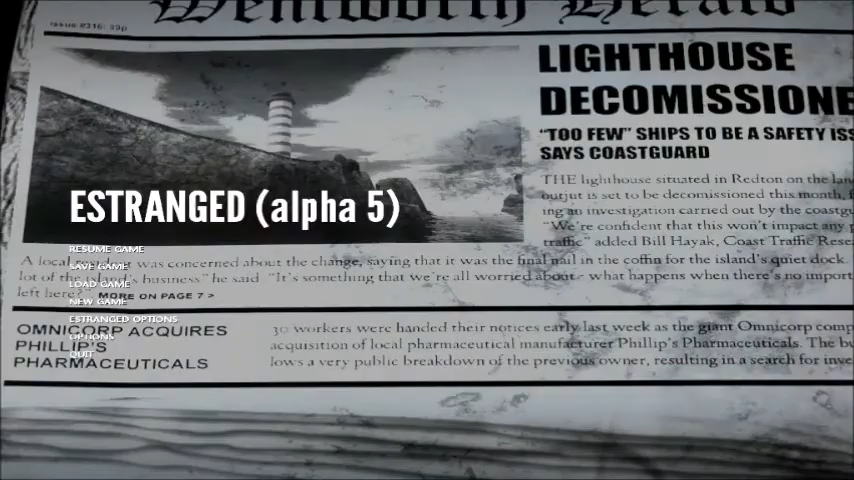 Wentworth Herald
Issue #316: 39p
LIGHTHOUSE
DECOMISSIONE
"TOO FEW" SHIPS TO BE A SAFETY ISS
SAYS COASTGUARD
THE lighthouse situated in Redton on the lan
outjut is set to be decomissioned this month, f
ing an investigation carried out by the coastgu
"We're confident that this won't impact any p
traffic" added Bill Hayak, Coast Traffic Rese
ESTRANGED (alpha 5)
RESUME GAME
SAVE GAME
LOAD GAME
NEW GAME
ESTRANGED OPTIONS
OPTIONS
QUIT
A local was concerned about the change, saying that it was the final nail in the coffin for the island's quiet dock.
lot of business" he said "It's something that we're all worried about - what happens when there's no import
left here? MORE ON PAGE 7 >
OMNICORP ACQUIRES
PHILLIP'S
PHARMACEUTICALS
30 workers were handed their notices early last week as the giant Omnicorp comp
acquisition of local pharmaceutical manufacturer Phillip's Pharmaceuticals. The bu
lows a very public breakdown of the previous owner, resulting in a search for inve